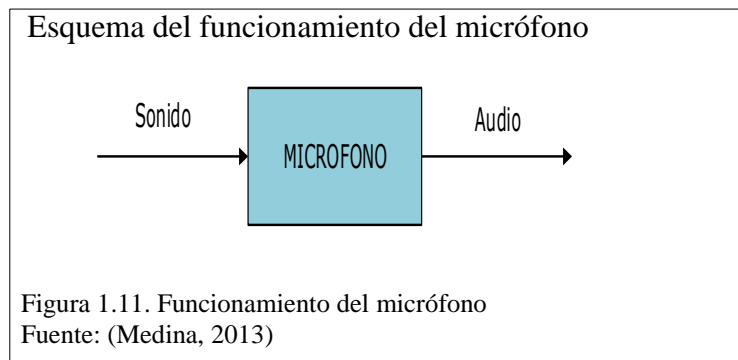 Esquema del funcionamiento del micrófono
Sonido
MICROFONO
Audio
Figura 1.11. Funcionamiento del micrófono
Fuente: (Medina, 2013)